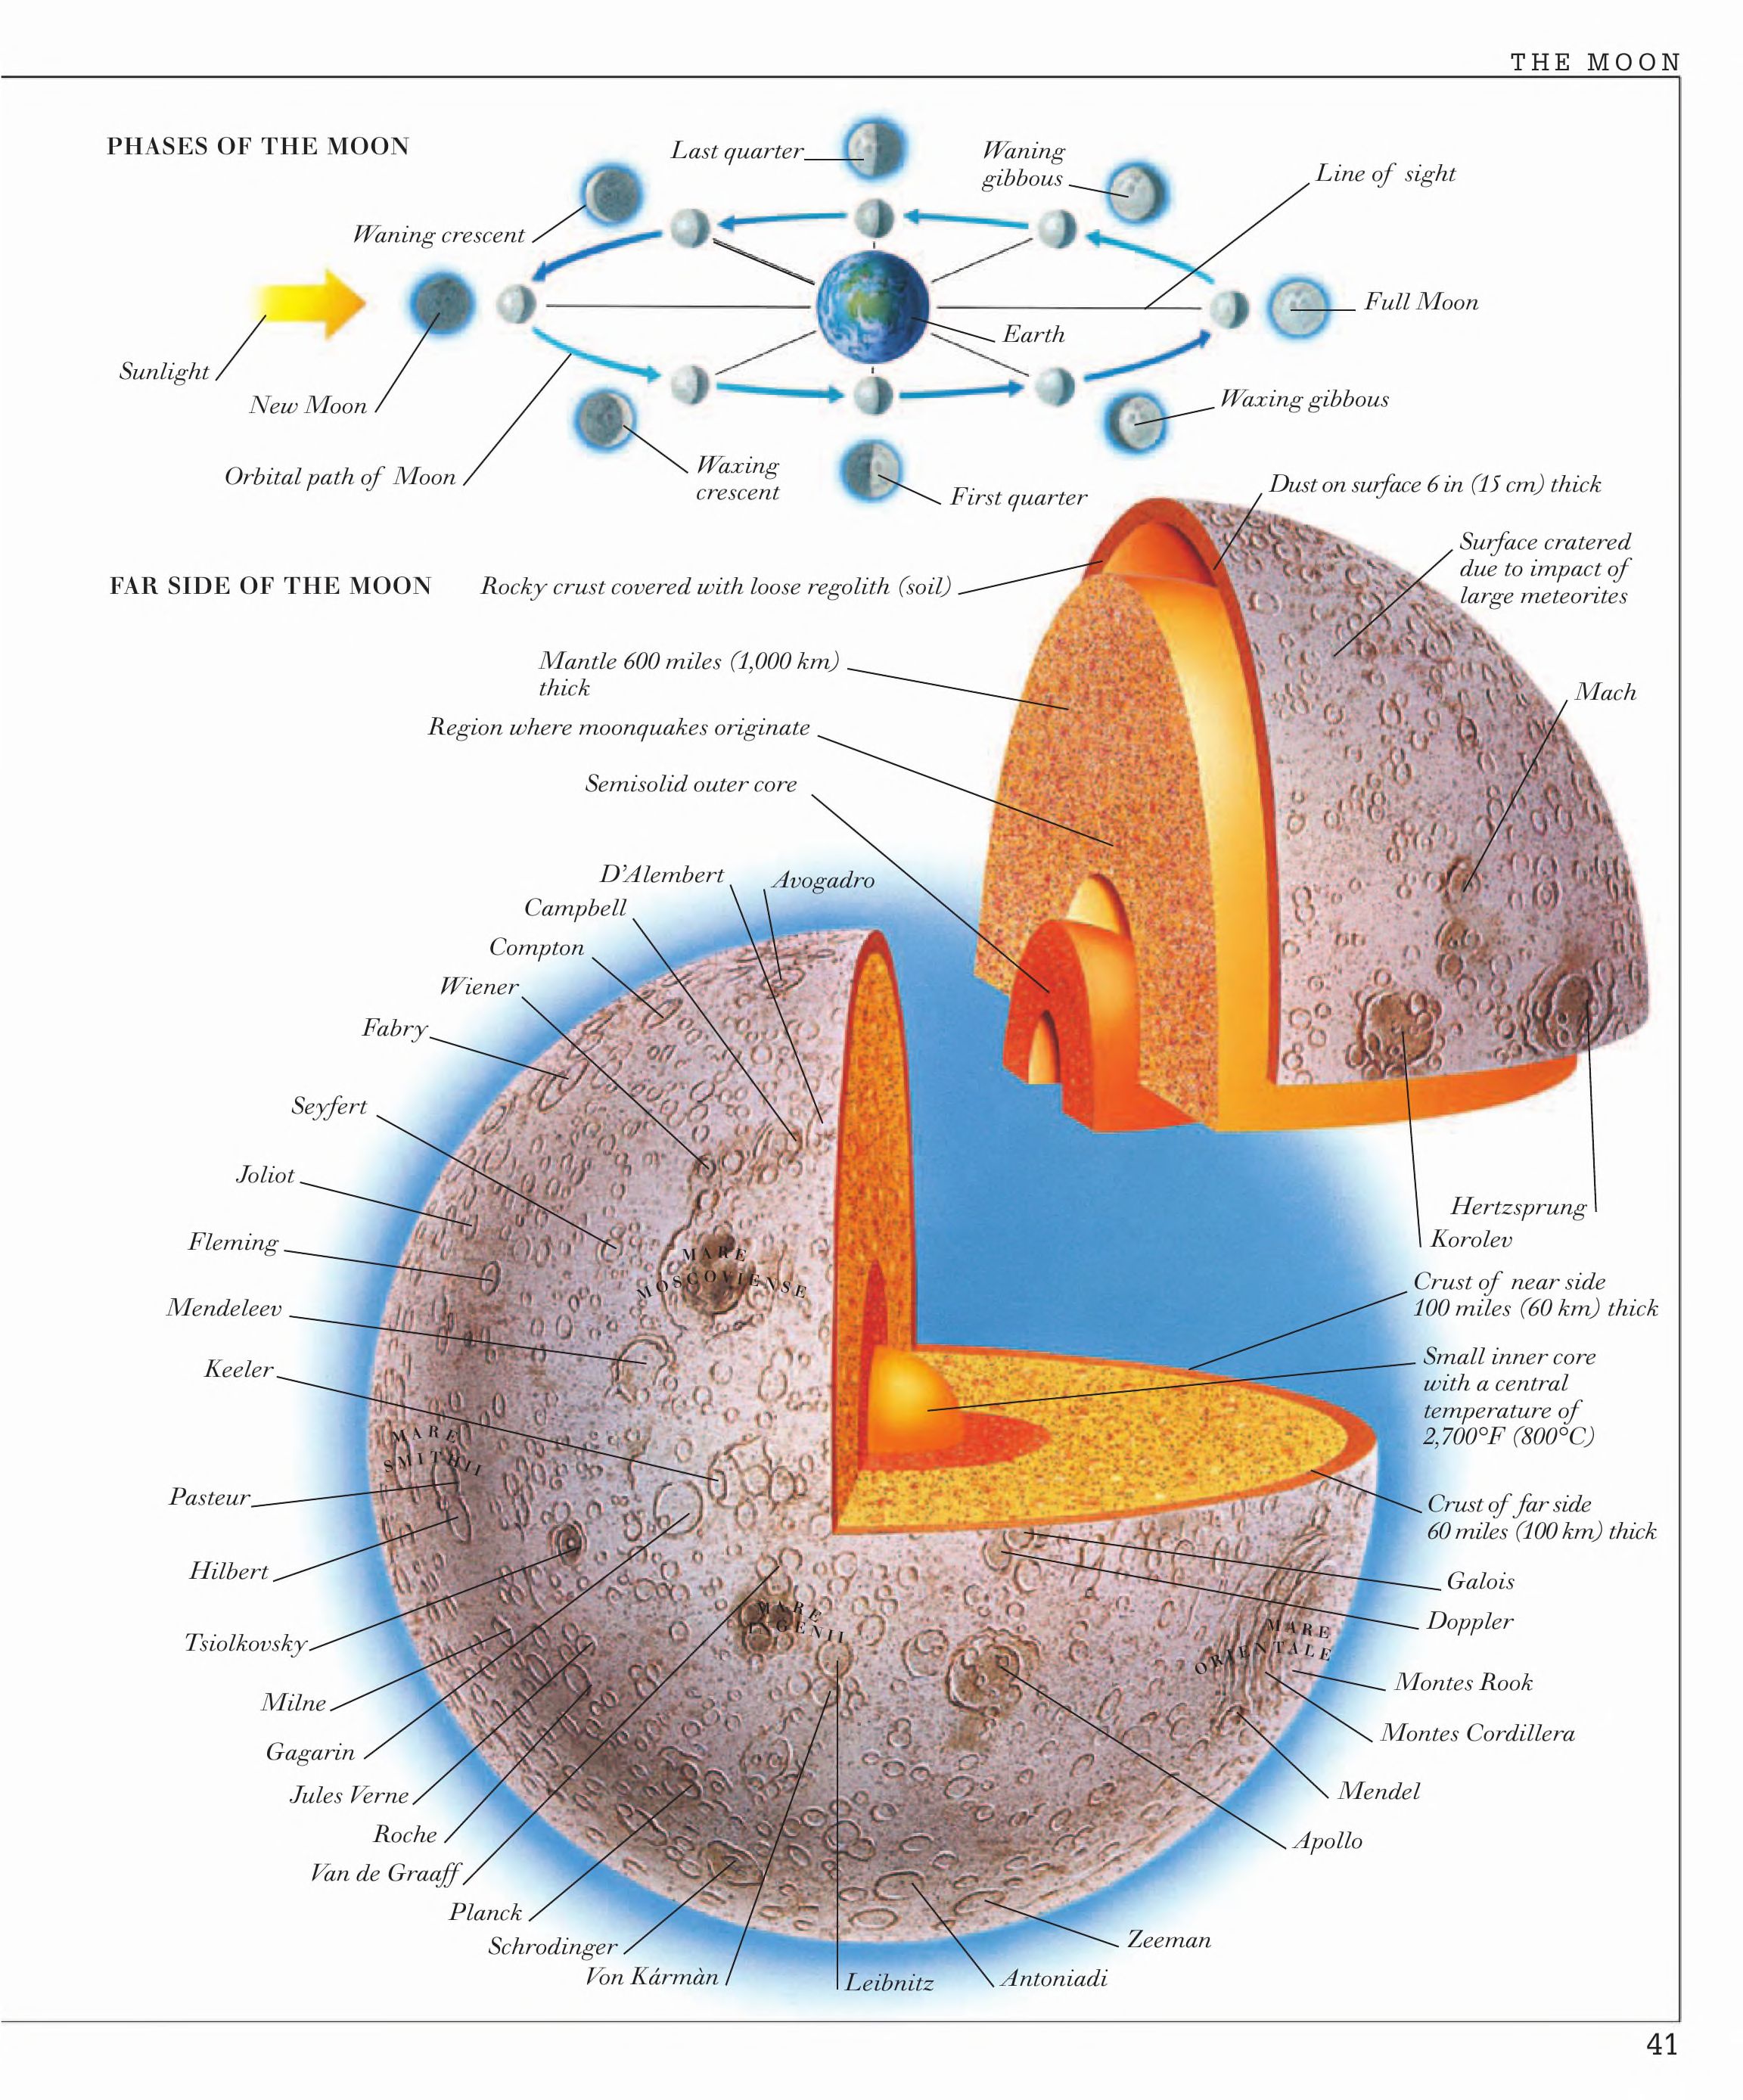 THE MOON
PHASES OF THE MOON
Last quarter
Waning
gibbous
Line of sight
Waning crescent
Full Moon
Earth
Sunlight
New Moon
Waxing gibbous
Orbital path of Moon
Waxing
crescent
First quarter
Dust on surface 6 in (15 cm) thick
Surface cratered
due to impact of
large meteorites
FAR SIDE OF THE MOON
Rocky crust covered with loose regolith (soil)
Mantle 600 miles (1,000 km)
thick
Mach
Region where moonquakes originate
Semisolid outer core
D'Alembert
Avogadro
Campbell
Compton
Wiener
Fabry
Seyfert
Joliot
Fleming
Mendeleev
Keeler
MARE
MOSCOVIENSE
Hertzsprung
Korolev
Crust of near side
100 miles (60 km) thick
Small inner core
with a central
temperature of
2,700°F (800°C)
MARE
SMITHII
Pasteur
Hilbert
Crust of far side
60 miles (100 km) thick
Galois
Doppler
MARE
INGENII
MARE
ORIENTALE
Tsiolkovsky
Milne
Gagarin
Jules Verne
Roche
Van de Graaff
Planck
Schrodinger
Von Kármàn
Leibnitz
Antoniadi
Zeeman
Apollo
Mendel
Montes Cordillera
Montes Rook
41